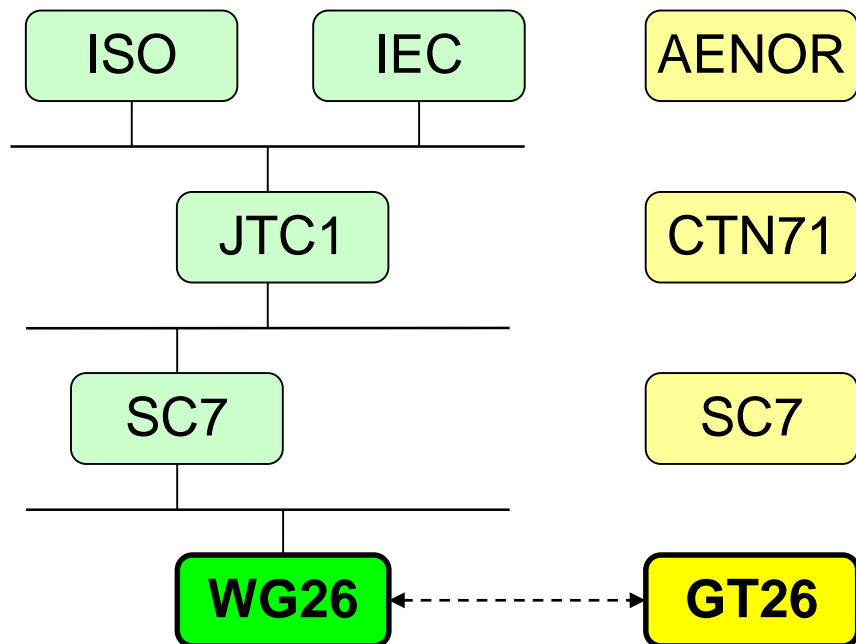 ISO
IEC
AENOR
JTC1
CTN71
SC7
SC7
WG26
GT26